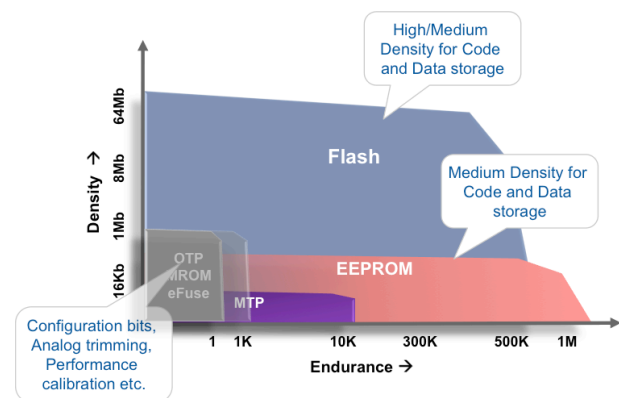 High/Medium
Density for Code
and Data storage
64Mb
8Mb
1Mb
16Kb
Density →
Flash
Medium Density for
Code and Data
storage
EEPROM
OTP
MROM
eFuse
MTP
Configuration bits,
Analog trimming,
Performance
calibration etc.
1 1K 10K 300K 500K 1M
Endurance →